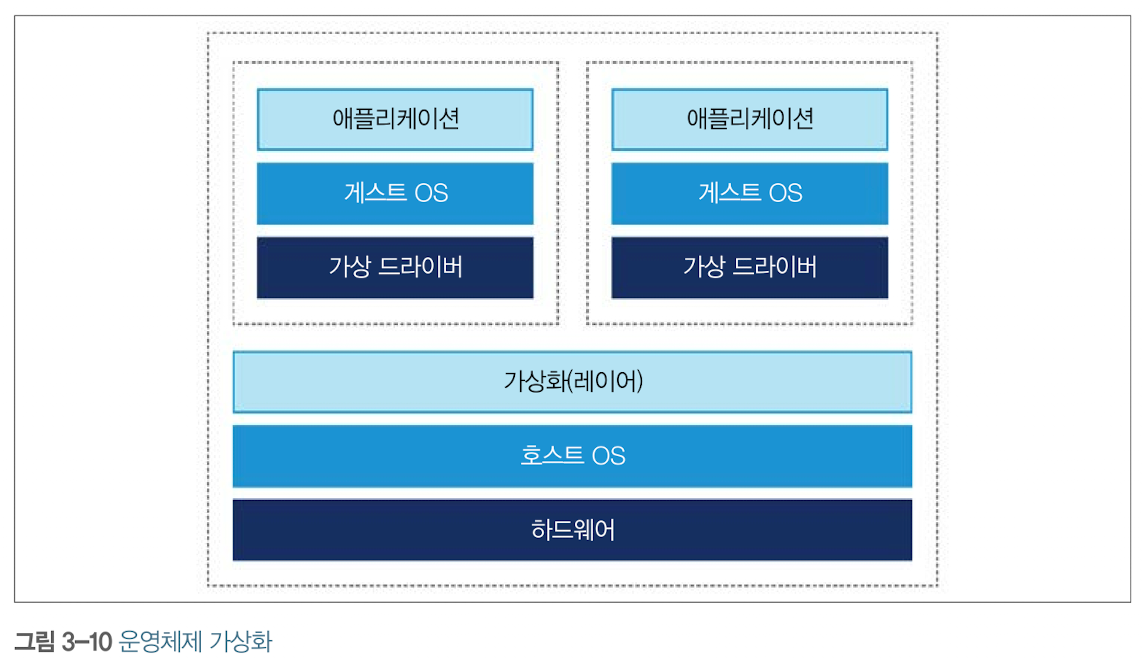 애플리케이션
애플리케이션
게스트 OS
게스트 OS
가상 드라이버
가상 드라이버
가상화(레이어)
호스트 OS
하드웨어
그림 3-10 운영체제 가상화